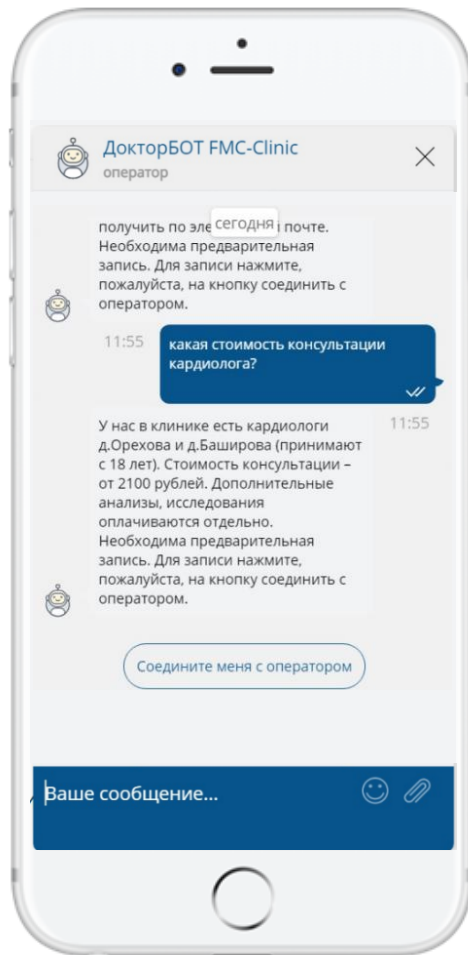 ДокторБОТ FMC-Clinic
оператор
сегодня
получить по эле почте.
Необходима предварительная
запись. Для записи нажмите,
пожалуйста, на кнопку соединить с
оператором.
11:55
какая стоимость консультации
кардиолога?
11:55
У нас в клинике есть кардиологи
д.Орехова и д.Баширова (принимают
с 18 лет). Стоимость консультации –
от 2100 рублей. Дополнительные
анализы, исследования
оплачиваются отдельно.
Необходима предварительная
запись. Для записи нажмите,
пожалуйста, на кнопку соединить с
оператором.
Соедините меня с оператором
Ваше сообщение...